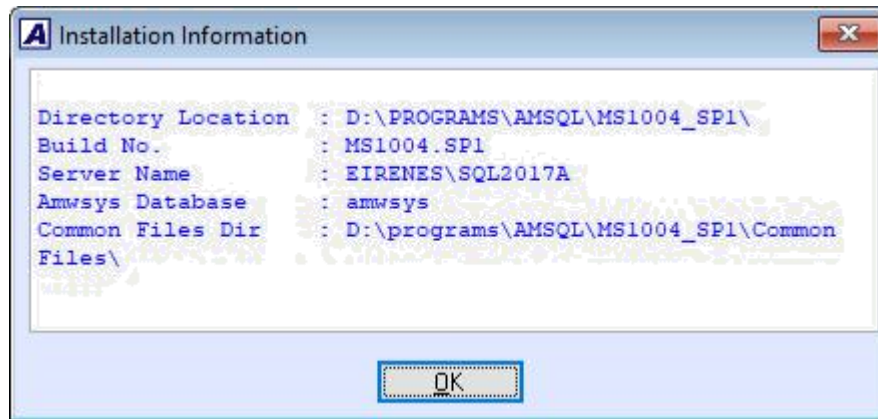 A Installation Information
Directory Location : D:\PROGRAMS\AMSQL\MS1004_SP1\
Build No. : MS1004.SP1
Server Name : EIRENES\SQL2017A
Amwsys Database : amwsys
Common Files Dir : D:\programs\AMSQL\MS1004_SP1\Common
Files\
OK